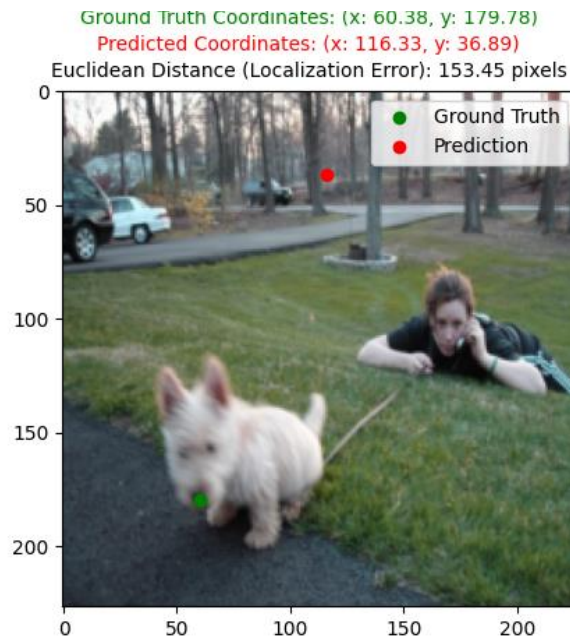 Ground Truth Coordinates: (x: 60.38, y: 179.78)
Predicted Coordinates: (x: 116.33, y: 36.89)
Euclidean Distance (Localization Error): 153.45 pixels
Ground Truth
Prediction
0
50
100
150
200
0
50
100
150
200